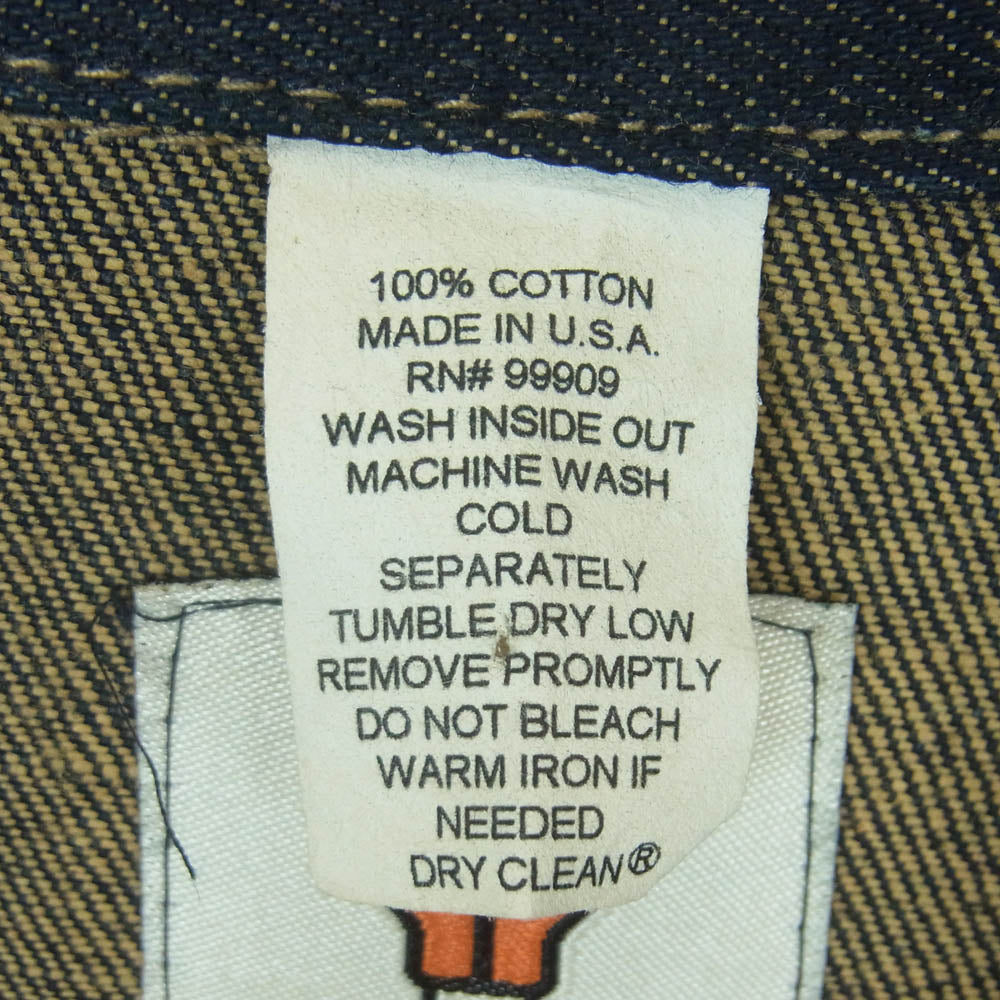 100% COTTON
MADE IN U.S.A.
RN# 99909
WASH INSIDE OUT
MACHINE WASH
COLD
SEPARATELY
TUMBLE DRY LOW
REMOVE PROMPTLY
DO NOT BLEACH
WARM IRON IF
NEEDED
DRY CLEAN®